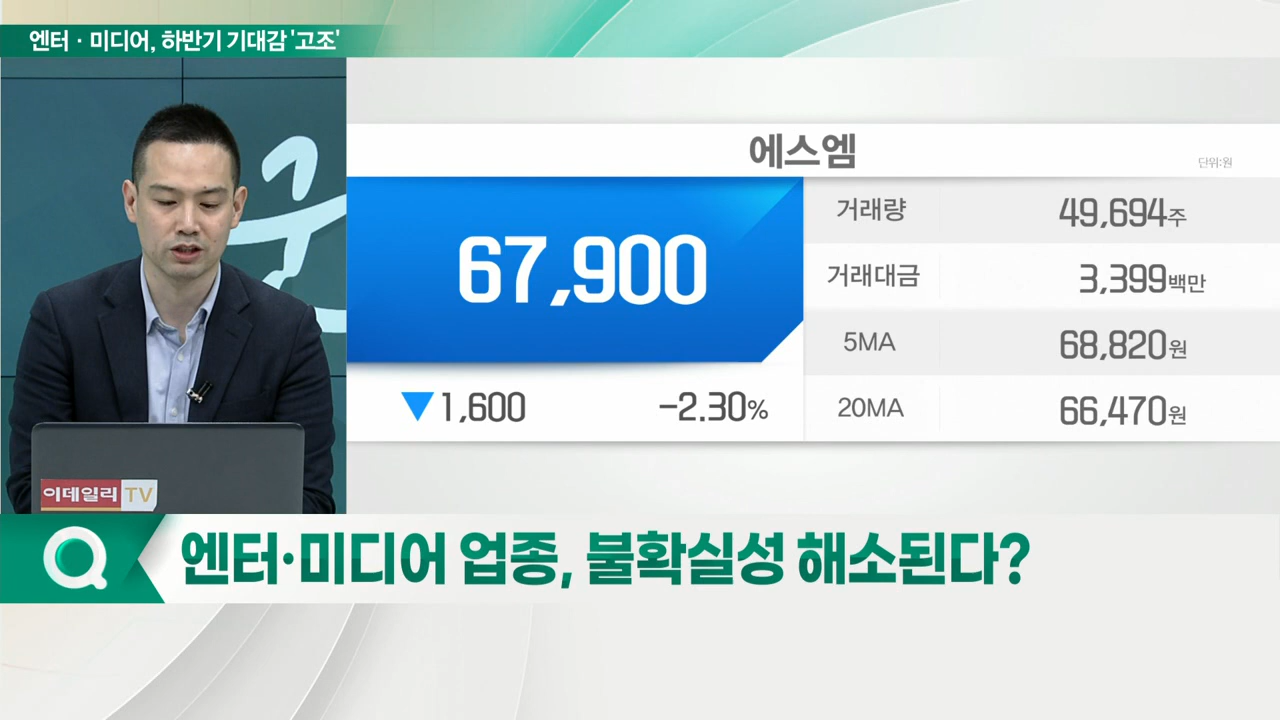 엔터·미디어, 하반기 기대감 '고조'
에스엠
단위:원
67,900
▼1,600 -2.30%
거래량 49,694주
거래대금 3,399백만
5MA 68,820원
20MA 66,470원
이데일리TV
Q 엔터·미디어 업종, 불확실성 해소된다?